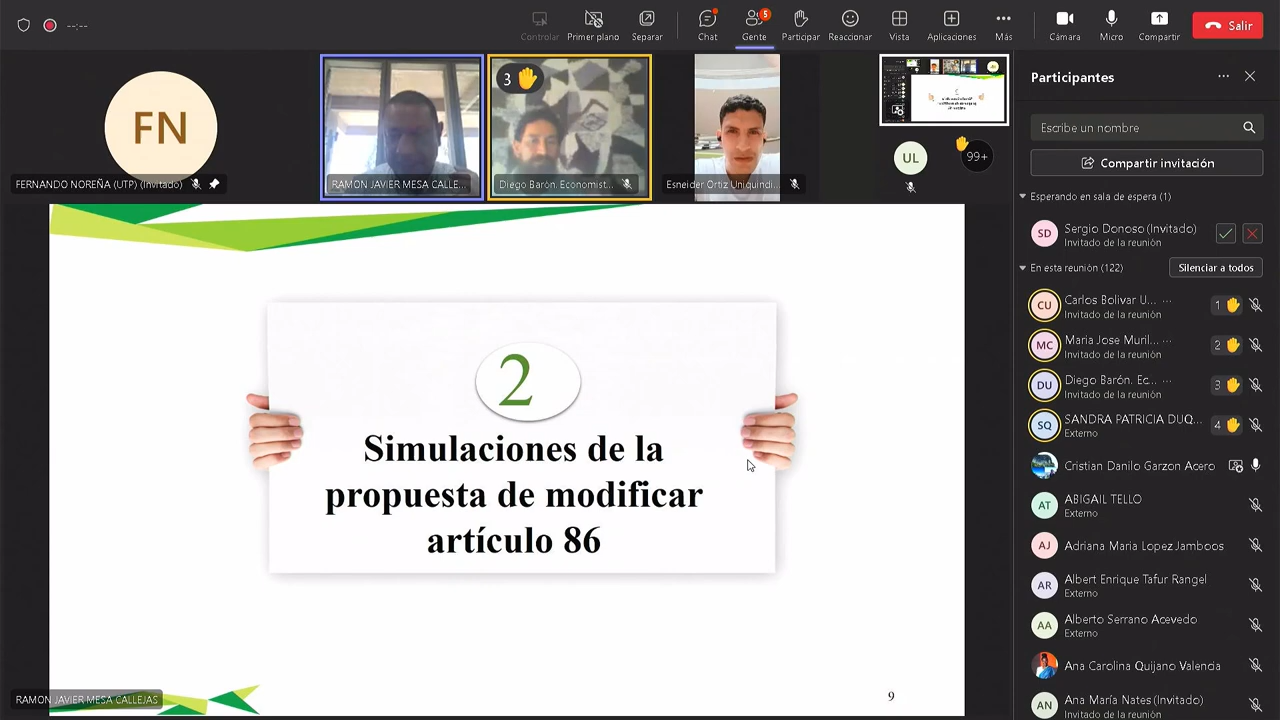 --:--
Controlar
Primer plano
Separar
Chat
5
Gente
Participar
Reaccionar
Vista
Aplicaciones
Más
Cámara
Micro
Compartir
Salir
FN
FERNANDO NOREÑA (UTP) (Invitado)
RAMON JAVIER MESA CALLE...
3
Diego Barón. Economist...
Esneider Ortiz Uniquindi...
UL
99+
2
Simulaciones de la
propuesta de modificar
artículo 86
9
RAMON JAVIER MESA CALLEJAS
Participantes
Escribe un nombre
Compartir invitación
Esperando en sala de espera (1)
SD
Sergio Donoso (Invitado)
Invitado de la reunión
En esta reunión (122)
Silenciar a todos
CU
Carlos Bolivar U... ...
Invitado de la reunión
1
MC
Maria Jose Muril... ...
Invitado de la reunión
2
DU
Diego Barón. Ec... ...
Invitado de la reunión
3
SQ
SANDRA PATRICIA DUQ...
Externo
4
Cristian Danilo Garzon Acero
AT
ABIGAIL TELLO
Externo
AJ
Adriana Maria Lopez Jamboos
AR
Albert Enrique Tafur Rangel
Externo
AA
Alberto Serrano Acevedo
Externo
Ana Carolina Quijano Valencia
AN
Ana María Nates (Invitado)
Invitado de la reunión